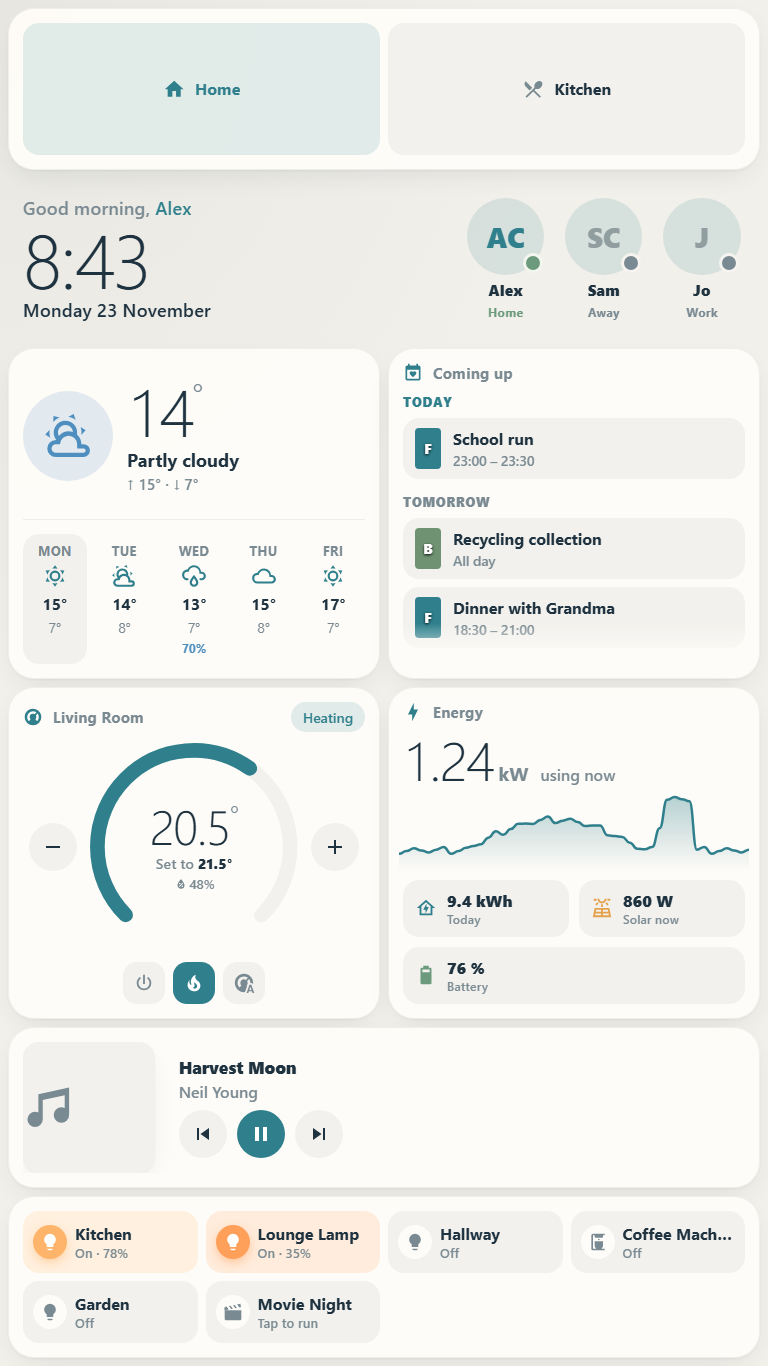 Home
Kitchen
Good morning, Alex
8:43
Monday 23 November
AC
SC
J
Alex
Sam
Jo
Home
Away
Work
14°
Partly cloudy
↑ 15° · ↓ 7°
MON
TUE
WED
THU
FRI
15°
14°
13°
15°
17°
7°
8°
7°
8°
7°
70%
Coming up
TODAY
F
School run
23:00 – 23:30
TOMORROW
B
Recycling collection
All day
F
Dinner with Grandma
18:30 – 21:00
Living Room
Heating
20.5°
Set to 21.5°
48%
A
Energy
1.24 kW using now
9.4 kWh
Today
860 W
Solar now
76 %
Battery
Harvest Moon
Neil Young
Kitchen
On · 78%
Lounge Lamp
On · 35%
Hallway
Off
Coffee Mach...
Off
Garden
Off
Movie Night
Tap to run